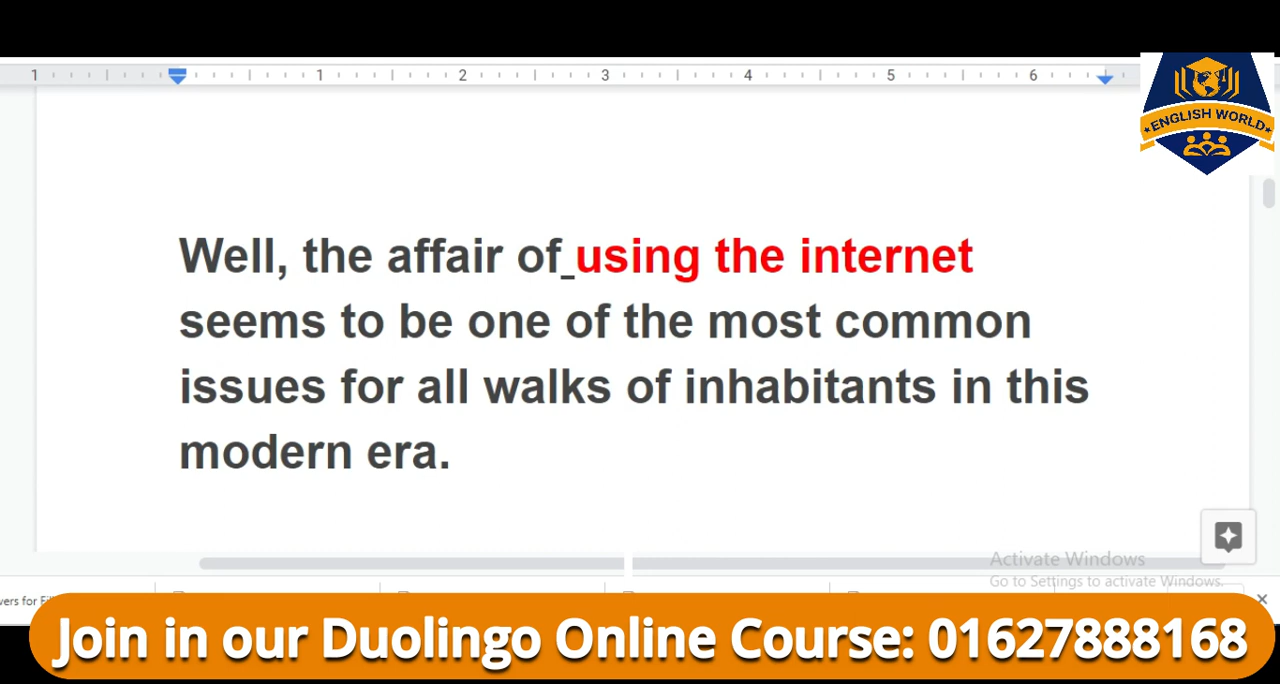 1 1 2 3 4 5 6
ENGLISH WORLD
Well, the affair of using the internet
seems to be one of the most common
issues for all walks of inhabitants in this
modern era.
Activate Windows
Go to Settings to activate Windows.
Join in our Duolingo Online Course: 01627888168